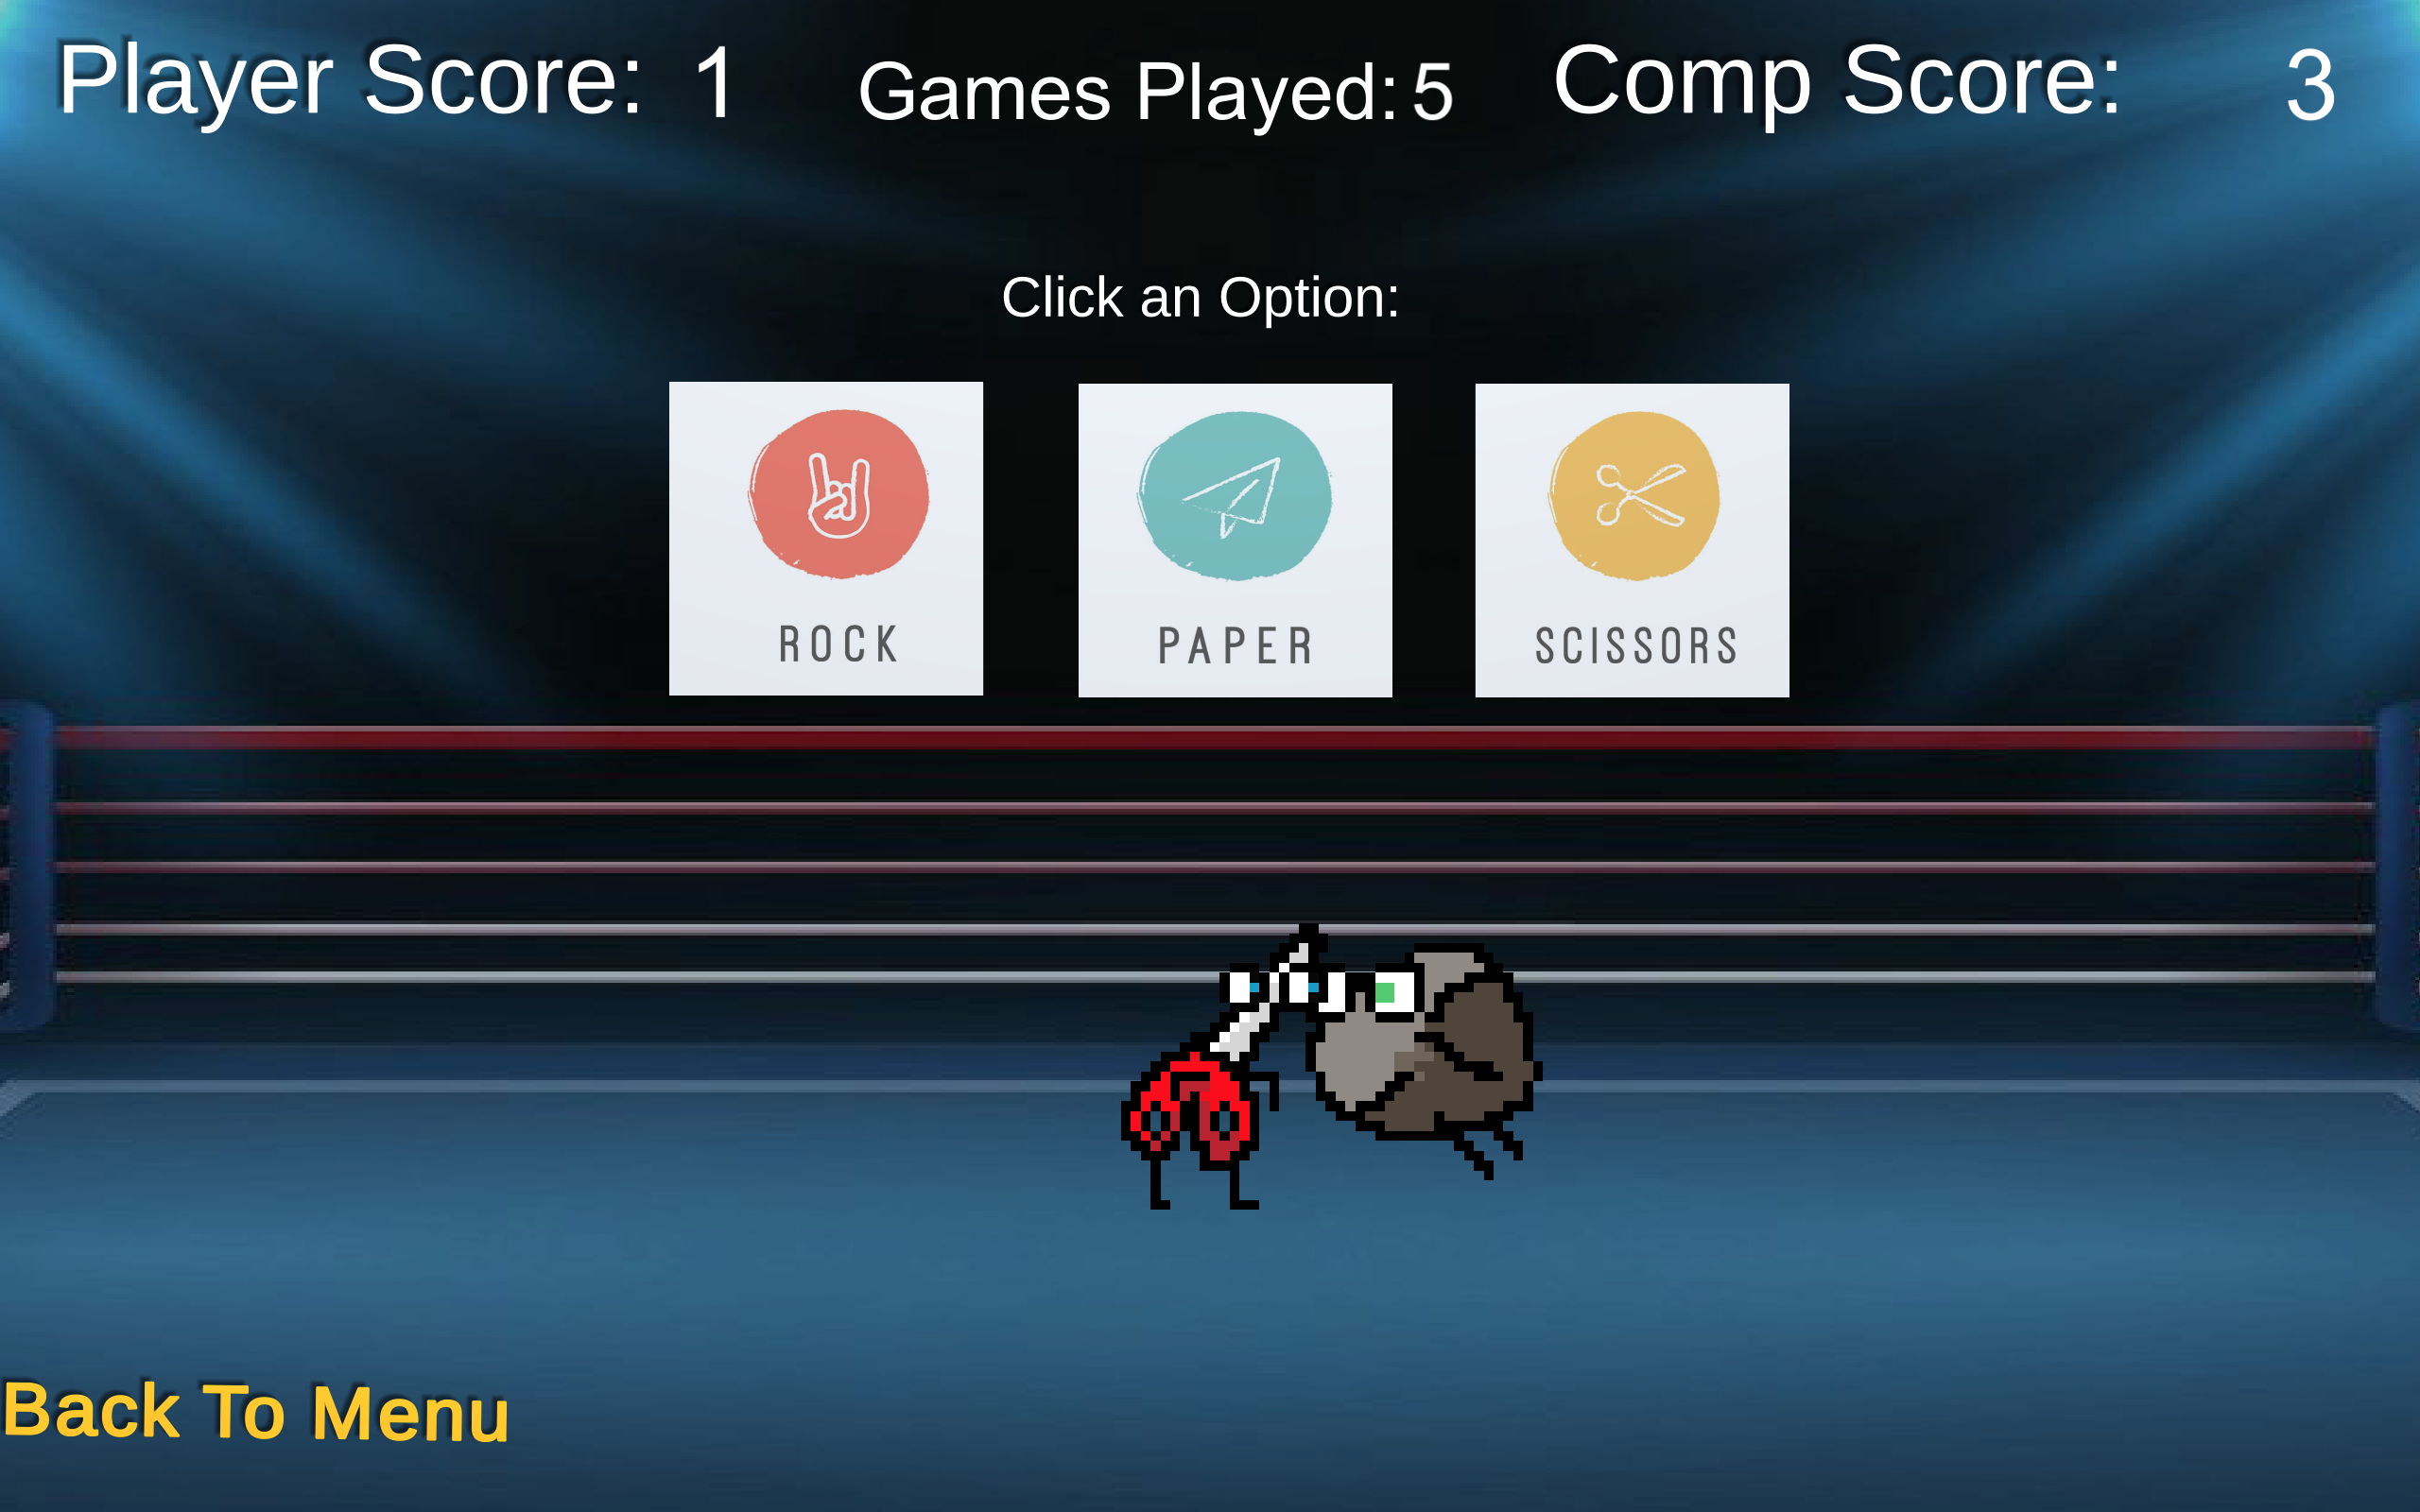 Player Score: 1 Games Played: 5 Comp Score: 3
Click an Option:
ROCK PAPER SCISSORS
Back To Menu